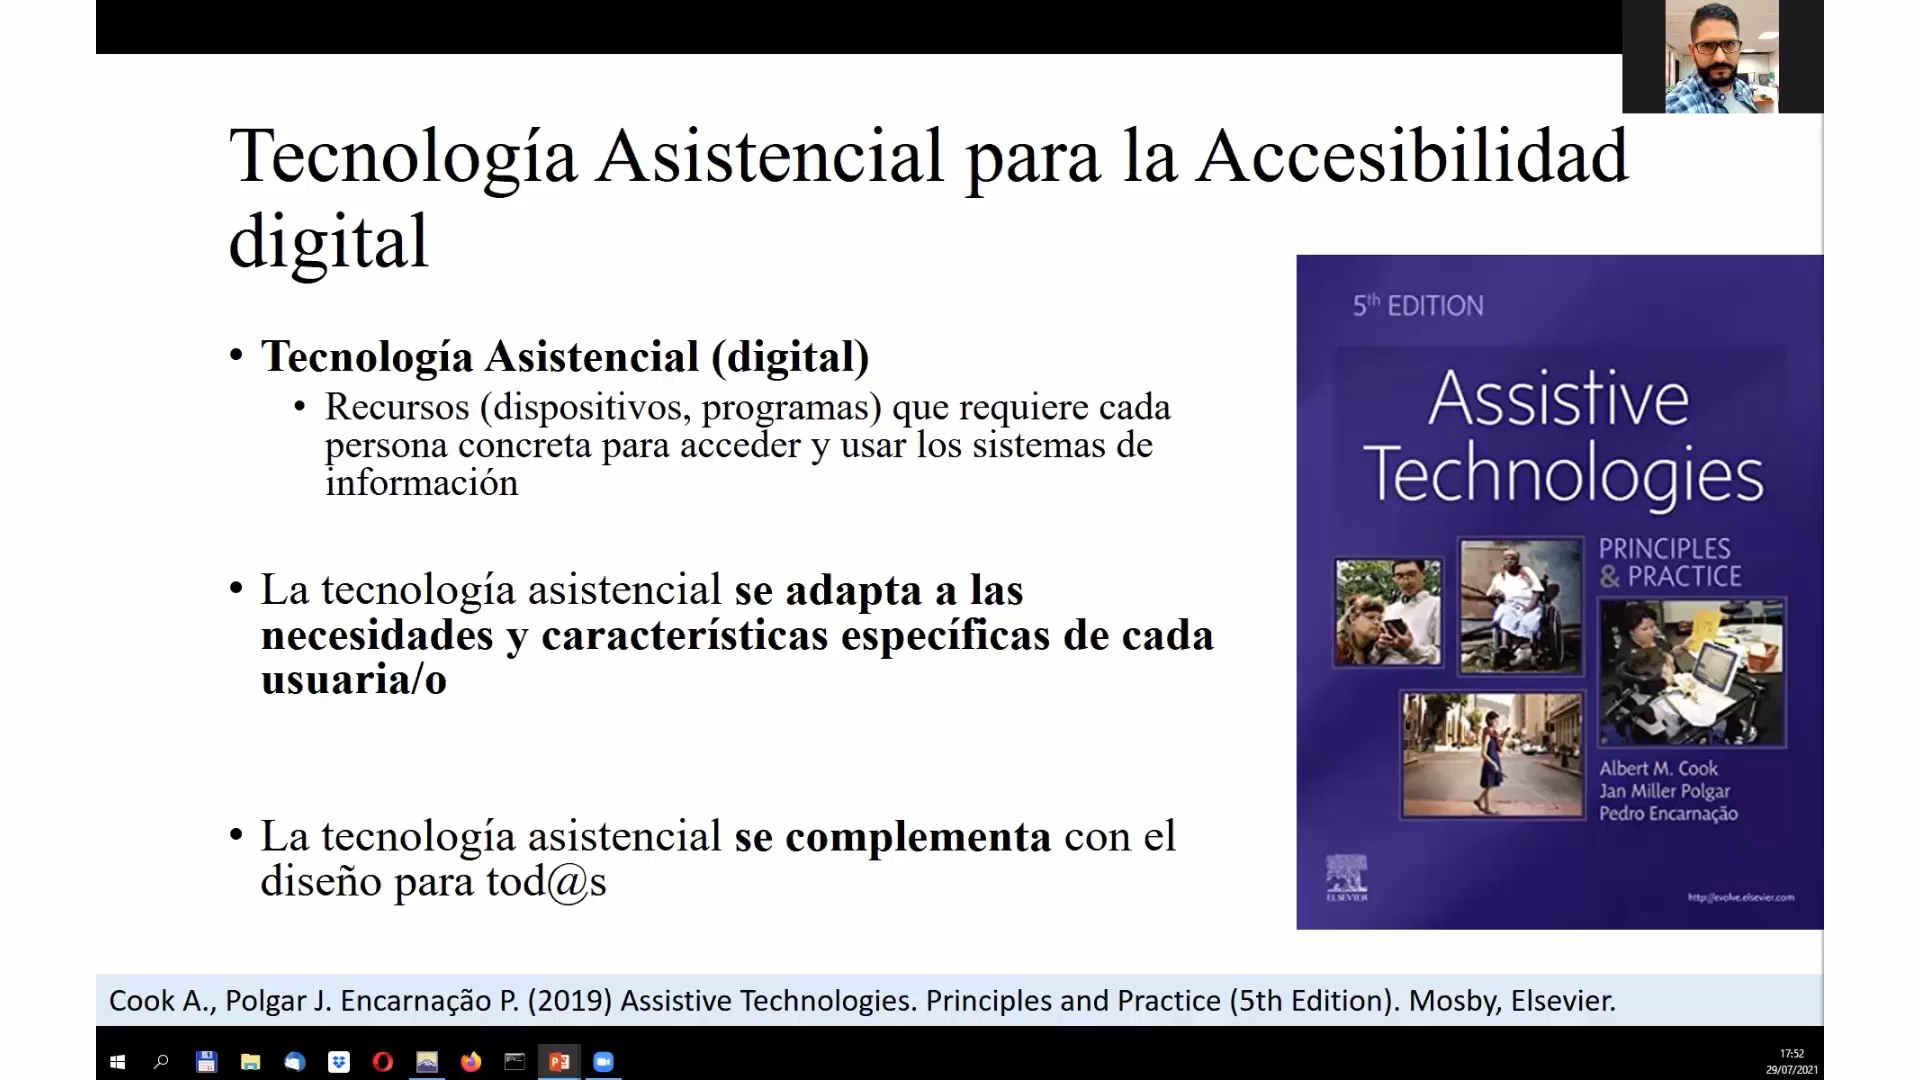 Tecnología Asistencial para la Accesibilidad
digital
• Tecnología Asistencial (digital)
• Recursos (dispositivos, programas) que requiere cada
persona concreta para acceder y usar los sistemas de
información
• La tecnología asistencial se adapta a las
necesidades y características específicas de cada
usuaria/o
• La tecnología asistencial se complementa con el
diseño para tod@s
5th EDITION
Assistive
Technologies
PRINCIPLES
& PRACTICE
Albert M. Cook
Jan Miller Polgar
Pedro Encarnação
ELSEVIER
http://evolve.elsevier.com
Cook A., Polgar J. Encarnação P. (2019) Assistive Technologies. Principles and Practice (5th Edition). Mosby, Elsevier.
17:52
29/07/2021